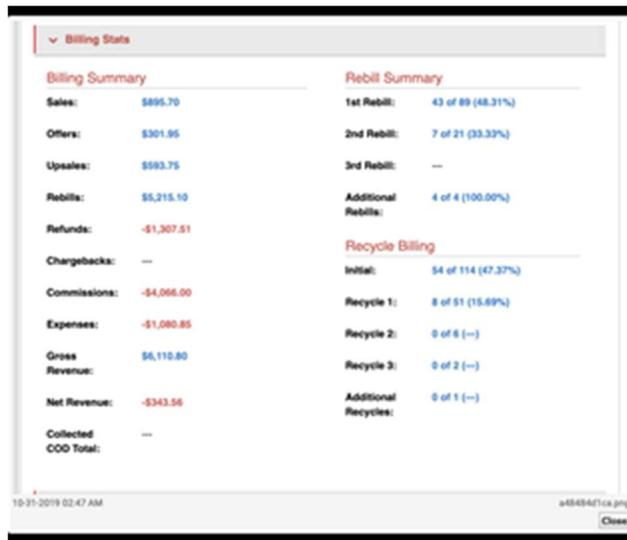 Billing Stats
Billing Summary
Sales: $895.70
Offers: $301.95
Upsales: $593.75
Rebills: $5,215.10
Refunds: -$1,307.51
Chargebacks: ---
Commissions: -$4,066.00
Expenses: -$1,080.85
Gross
Revenue: $6,110.80
Net Revenue: -$343.56
Collected
COD Total: ---
Rebill Summary
1st Rebill: 43 of 89 (48.31%)
2nd Rebill: 7 of 21 (33.33%)
3rd Rebill: ---
Additional
Rebills: 4 of 4 (100.00%)
Recycle Billing
Initial: 54 of 114 (47.37%)
Recycle 1: 8 of 51 (15.69%)
Recycle 2: 0 of 6 (---)
Recycle 3: 0 of 2 (---)
Additional
Recycles: 0 of 1 (---)
10-31-2019 02:47 AM
a48484d1ca.png
Close